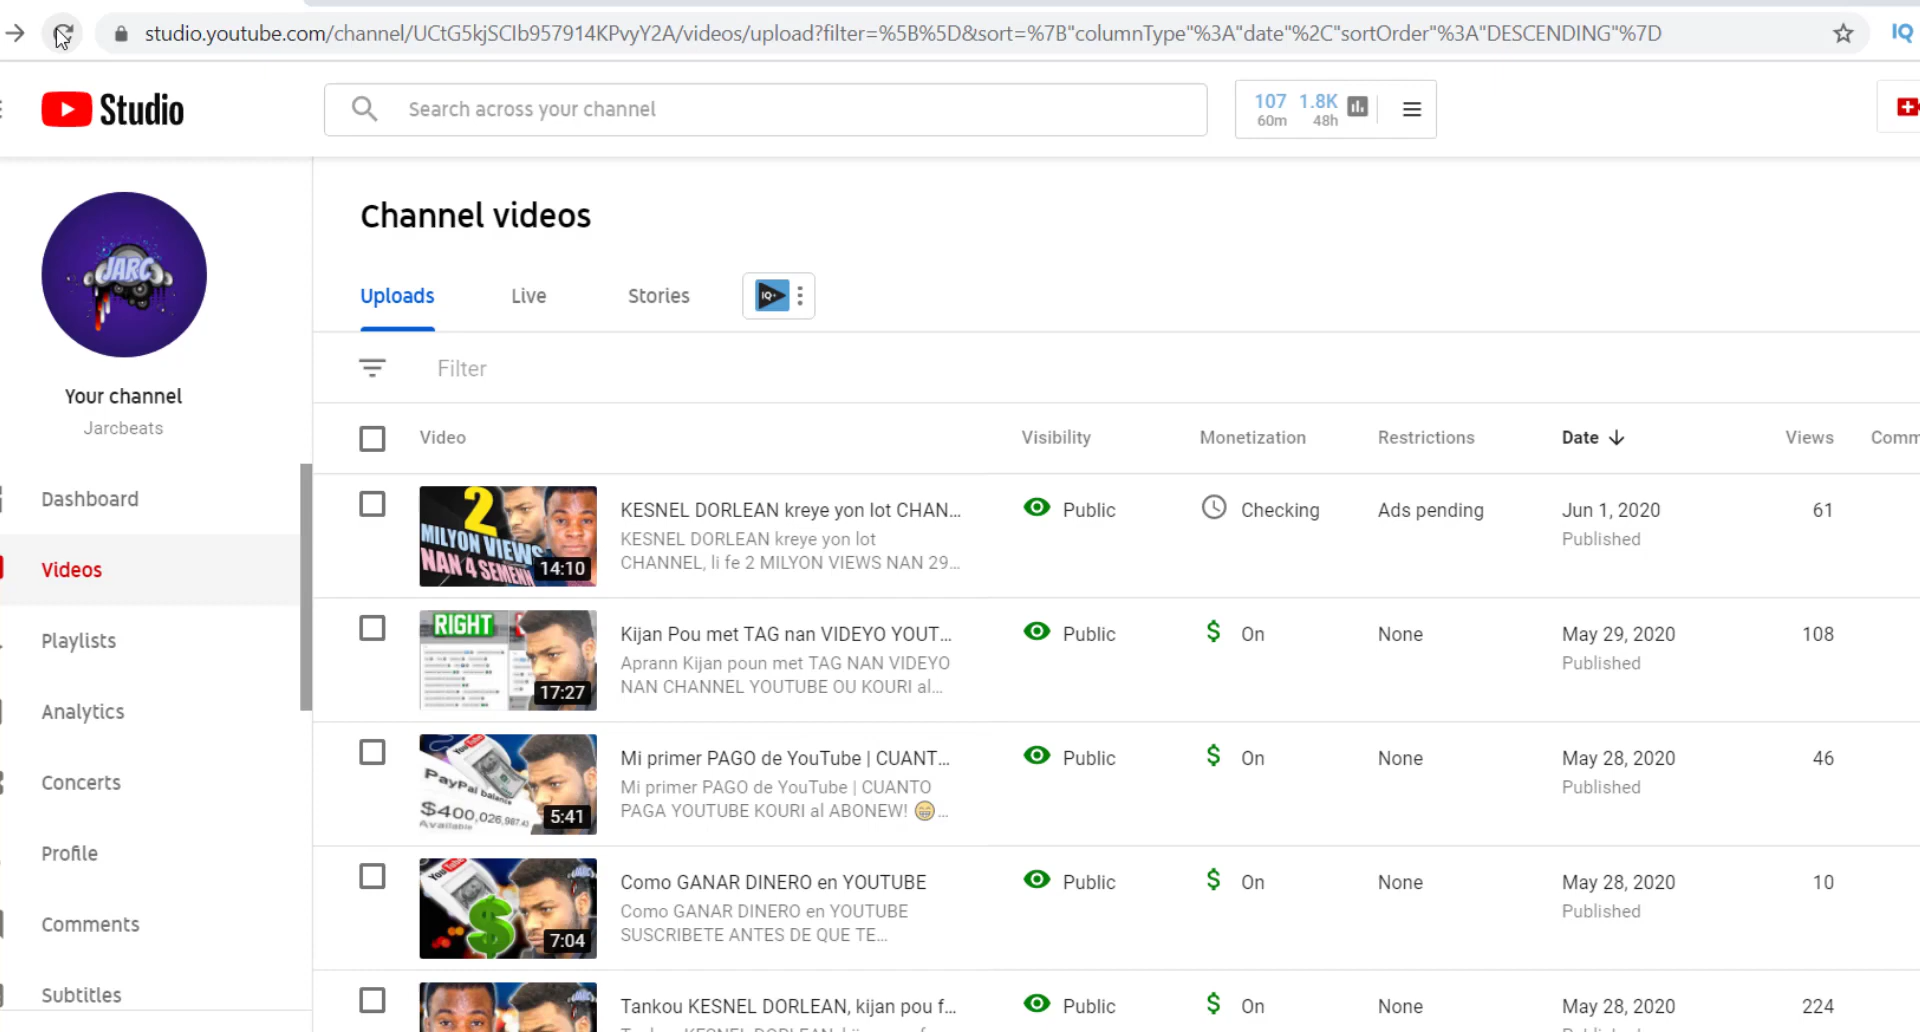 studio.youtube.com/channel/UCtG5kjSCIb957914KPvyY2A/videos/upload?filter=%5B%5D&sort=%7B"columnType"%3A"date"%2C"sortOrder"%3A"DESCENDING"%7D
IQ
Studio
Search across your channel
107 1.8K
60m 48h
JARC
Your channel
Jarcbeats
Dashboard
Videos
Playlists
Analytics
Concerts
Profile
Comments
Subtitles
Channel videos
Uploads Live Stories IQ+
Filter
Video Visibility Monetization Restrictions Date Views Comm
2
MILYON VIEWS
NAN 4 SEMENN
14:10
KESNEL DORLEAN kreye yon lot CHAN...
KESNEL DORLEAN kreye yon lot
CHANNEL, li fe 2 MILYON VIEWS NAN 29...
Public Checking Ads pending Jun 1, 2020 61
Published
RIGHT
17:27
Kijan Pou met TAG nan VIDEYO YOUT...
Aprann Kijan poun met TAG NAN VIDEYO
NAN CHANNEL YOUTUBE OU KOURI al...
Public On None May 29, 2020 108
Published
YouTube
PayPal balance
$400,026,987.43
Available
5:41
Mi primer PAGO de YouTube | CUANT...
Mi primer PAGO de YouTube | CUANTO
PAGA YOUTUBE KOURI al ABONEW! 😁...
Public On None May 28, 2020 46
Published
YouTube
$
7:04
Como GANAR DINERO en YOUTUBE
Como GANAR DINERO en YOUTUBE
SUSCRIBETE ANTES DE QUE TE...
Public On None May 28, 2020 10
Published
Tankou KESNEL DORLEAN, kijan pou f...
Public On None May 28, 2020 224